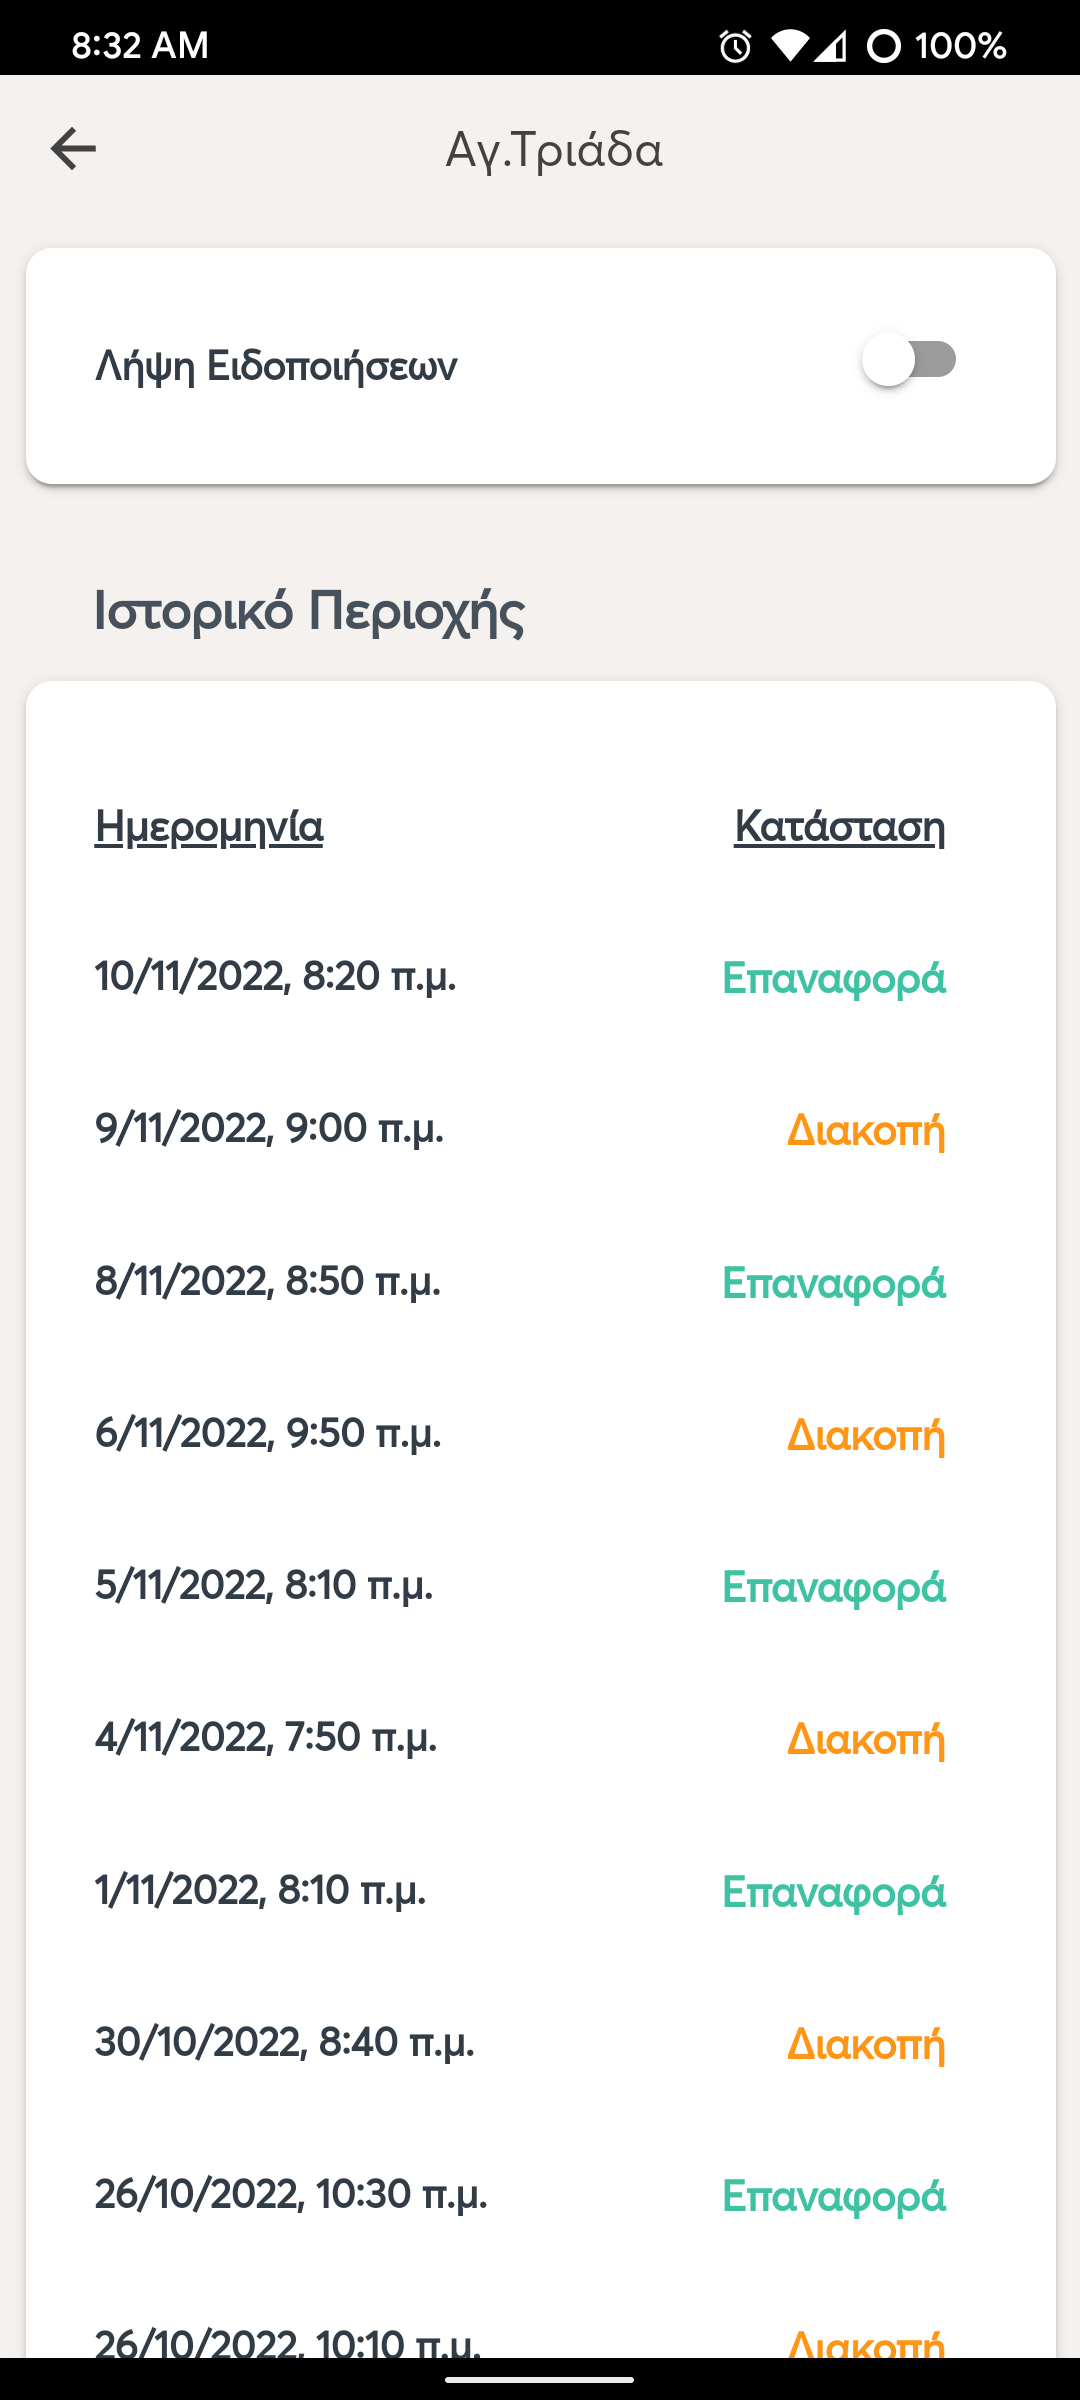 8:32 AM 100%
Αγ.Τριάδα
Λήψη Ειδοποιήσεων
Ιστορικό Περιοχής
Ημερομηνία Κατάσταση
10/11/2022, 8:20 π.μ. Επαναφορά
9/11/2022, 9:00 π.μ. Διακοπή
8/11/2022, 8:50 π.μ. Επαναφορά
6/11/2022, 9:50 π.μ. Διακοπή
5/11/2022, 8:10 π.μ. Επαναφορά
4/11/2022, 7:50 π.μ. Διακοπή
1/11/2022, 8:10 π.μ. Επαναφορά
30/10/2022, 8:40 π.μ. Διακοπή
26/10/2022, 10:30 π.μ. Επαναφορά
26/10/2022, 10:10 π.μ. Διακοπή